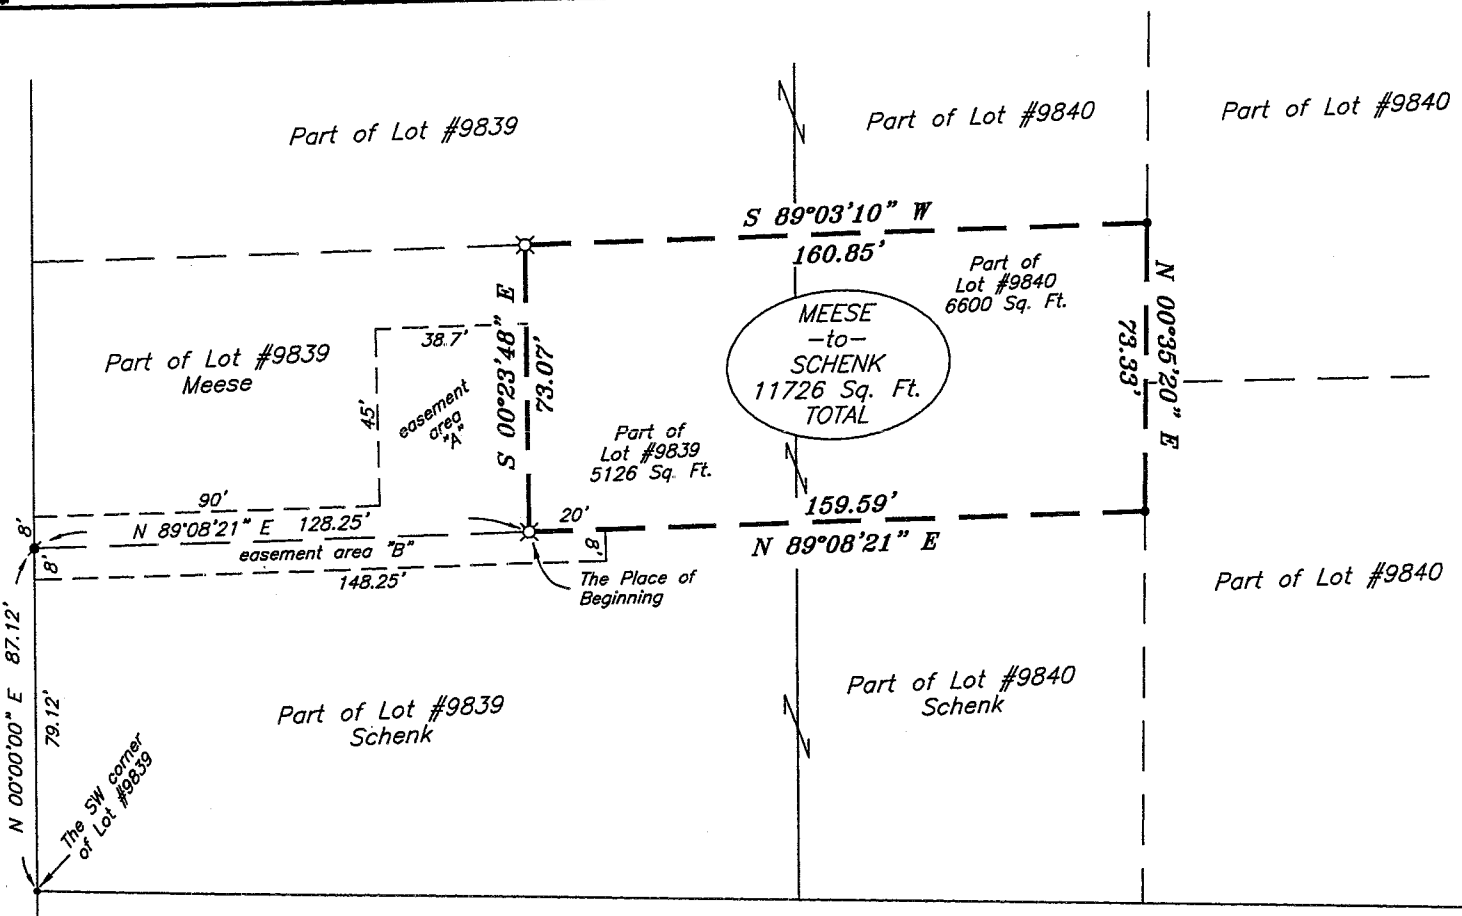 Part of Lot #9839
Part of Lot #9840
Part of Lot #9840
S 89°03'10" W
160.85'
Part of
Lot #9840
6600 Sq. Ft.
N 00°35'20" E
73.33'
MEESE
-to-
SCHENK
11726 Sq. Ft.
TOTAL
Part of Lot #9839
Meese
38.7'
45'
easement
area
"A"
S 00°23'48" E
73.07'
Part of
Lot #9839
5126 Sq. Ft.
90'
N 89°08'21" E 128.25'
easement area "B"
148.25'
8'
8'
20'
8'
159.59'
N 89°08'21" E
The Place of
Beginning
Part of Lot #9840
N 00°00'00" E 87.12'
79.12'
The SW corner
of Lot #9839
Part of Lot #9839
Schenk
Part of Lot #9840
Schenk